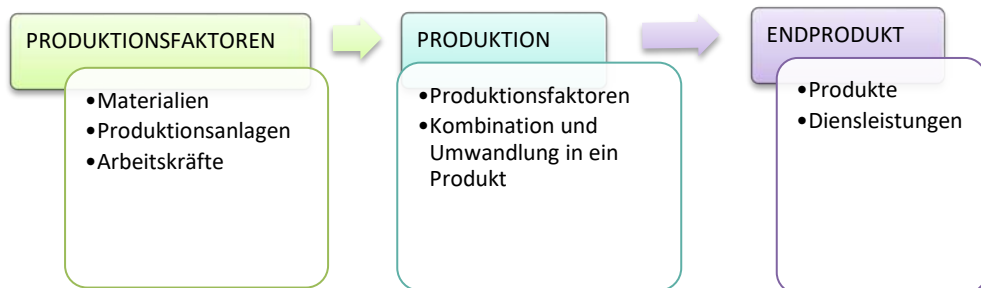 PRODUKTIONSFAKTOREN
•Materialien
•Produktionsanlagen
•Arbeitskräfte
PRODUKTION
•Produktionsfaktoren
•Kombination und
Umwandlung in ein
Produkt
ENDPRODUKT
•Produkte
•Diensleistungen